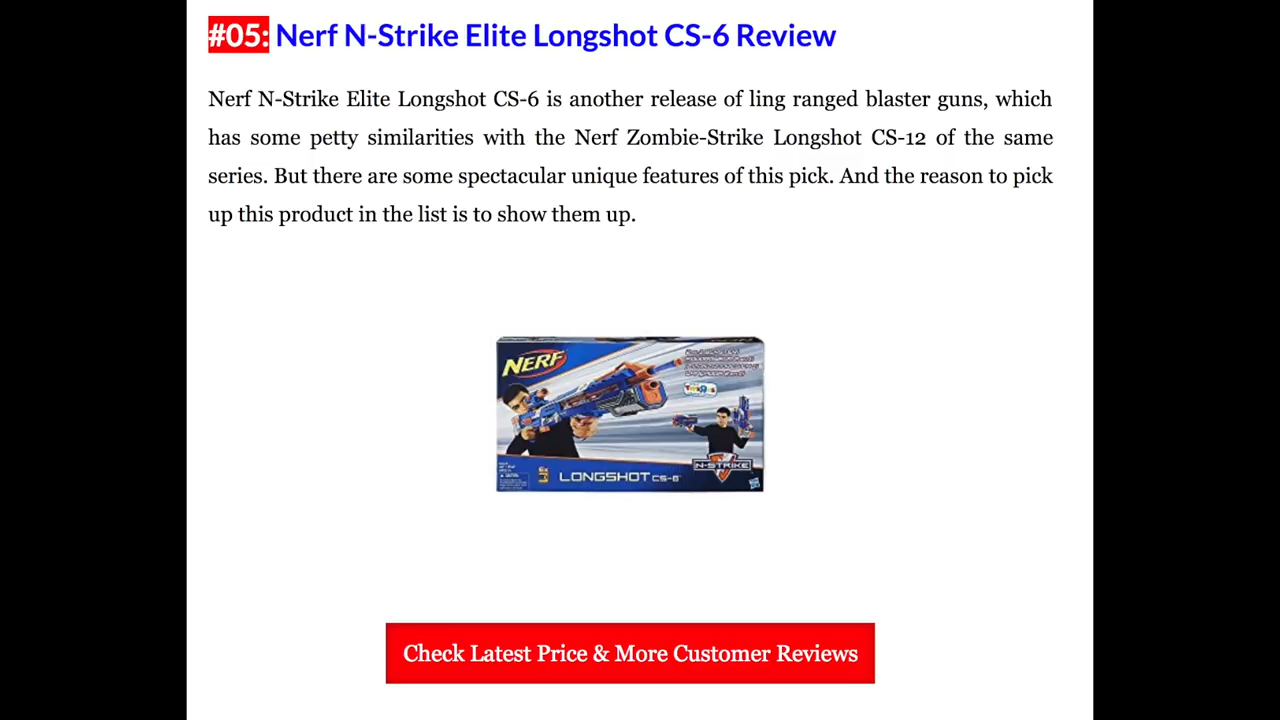 #05: Nerf N-Strike Elite Longshot CS-6 Review
Nerf N-Strike Elite Longshot CS-6 is another release of ling ranged blaster guns, which
has some petty similarities with the Nerf Zombie-Strike Longshot CS-12 of the same
series. But there are some spectacular unique features of this pick. And the reason to pick
up this product in the list is to show them up.
NERF
N-STRIKE
LONGSHOT CS-6
Check Latest Price & More Customer Reviews